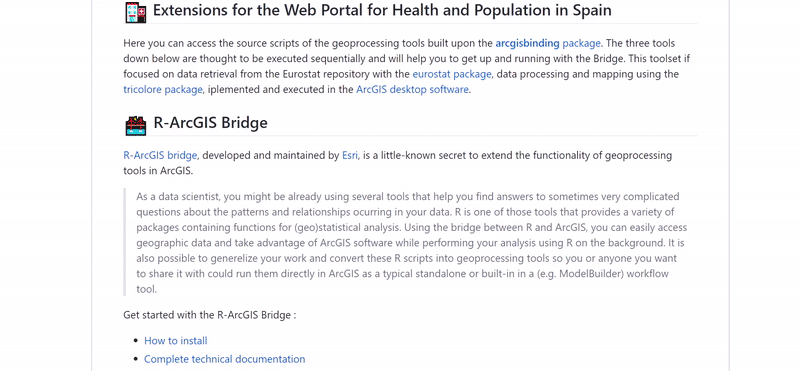 Extensions for the Web Portal for Health and Population in Spain
Here you can access the source scripts of the geoprocessing tools built upon the arcgisbinding package. The three tools
down below are thought to be executed sequentially and will help you to get up and running with the Bridge. This toolset if
focused on data retrieval from the Eurostat repository with the eurostat package, data processing and mapping using the
tricolore package, iplemented and executed in the ArcGIS desktop software.
R-ArcGIS Bridge
R-ArcGIS bridge, developed and maintained by Esri, is a little-known secret to extend the functionality of geoprocessing
tools in ArcGIS.
As a data scientist, you might be already using several tools that help you find answers to sometimes very complicated
questions about the patterns and relationships ocurring in your data. R is one of those tools that provides a variety of
packages containing functions for (geo)statistical analysis. Using the bridge between R and ArcGIS, you can easily access
geographic data and take advantage of ArcGIS software while performing your analysis using R on the background. It is
also possible to generelize your work and convert these R scripts into geoprocessing tools so you or anyone you want
to share it with could run them directly in ArcGIS as a typical standalone or built-in in a (e.g. ModelBuilder) workflow
tool.
Get started with the R-ArcGIS Bridge :
• How to install
• Complete technical documentation